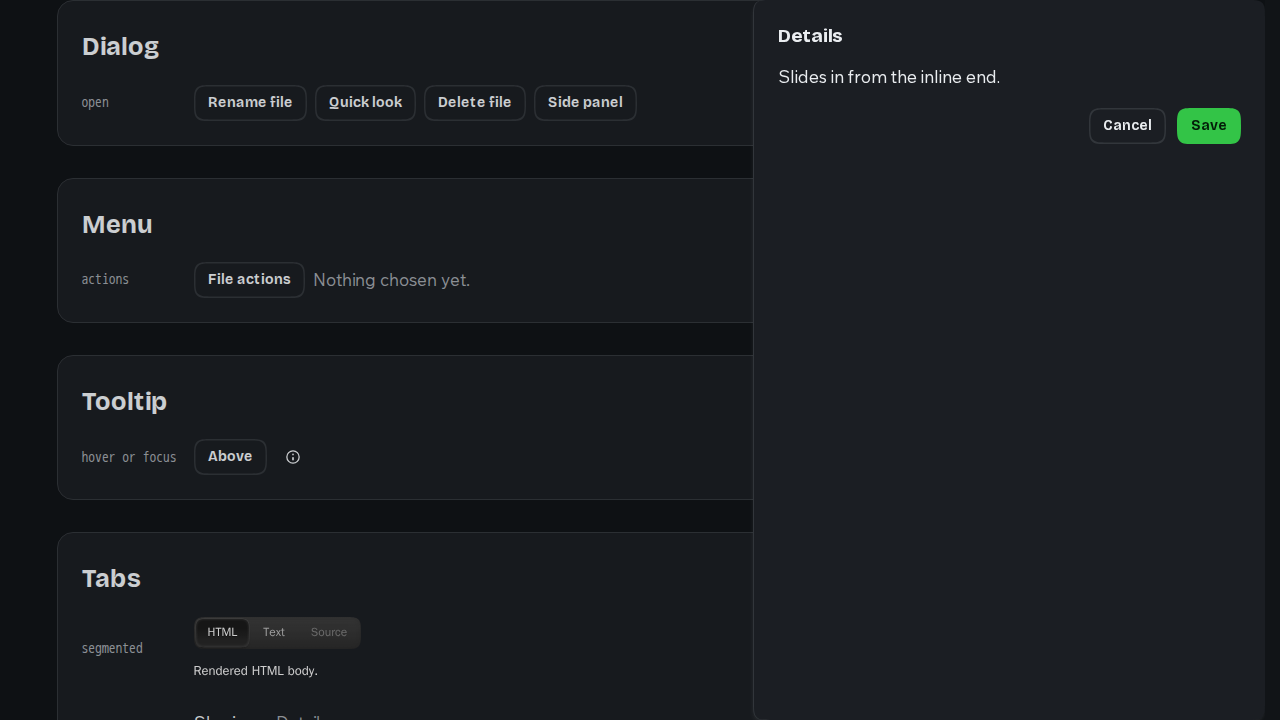 Dialog
open
Rename file
Quick look
Delete file
Side panel
Menu
actions
File actions
Nothing chosen yet.
Tooltip
hover or focus
Above
Tabs
segmented
HTML
Text
Source
Rendered HTML body.
Details
Slides in from the inline end.
Cancel
Save